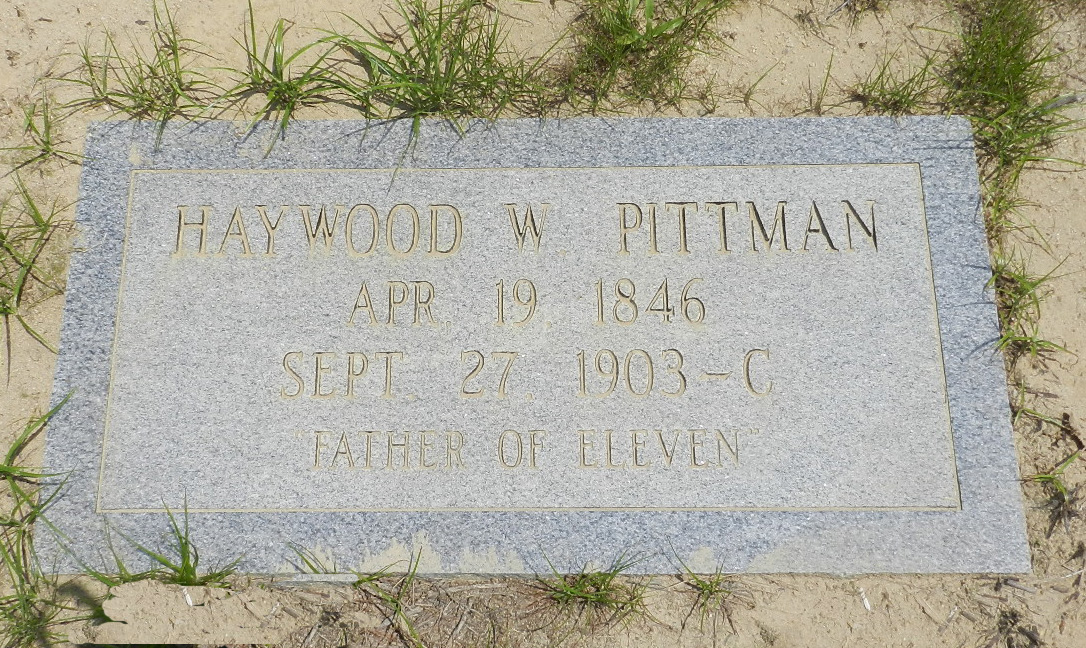 HAYWOOD W. PITTMAN
APR. 19, 1846
SEPT. 27, 1903-C
"FATHER OF ELEVEN"